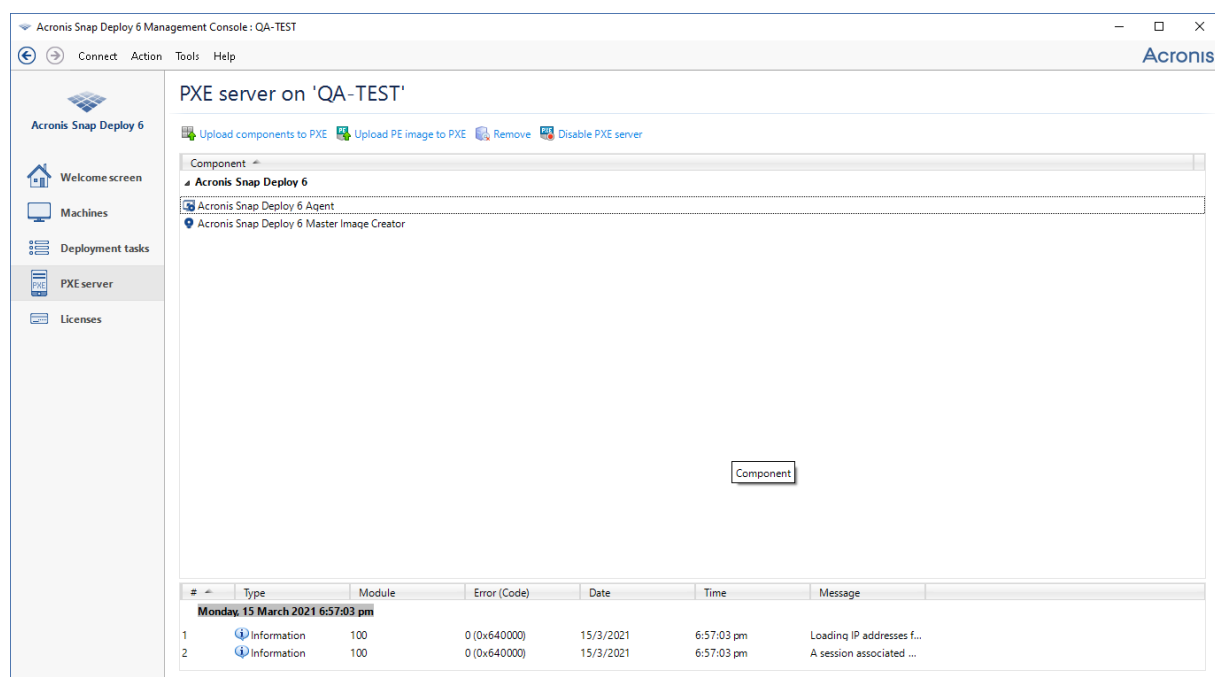 Acronis Snap Deploy 6 Management Console : QA-TEST
Connect Action Tools Help
Acronis
Acronis Snap Deploy 6
Welcome screen
Machines
Deployment tasks
PXE
PXE server
Licenses
PXE server on 'QA-TEST'
Upload components to PXE Upload PE image to PXE Remove Disable PXE server
Component
Acronis Snap Deploy 6
Acronis Snap Deploy 6 Agent
Acronis Snap Deploy 6 Master Image Creator
Component
# Type Module Error (Code) Date Time Message
Monday, 15 March 2021 6:57:03 pm
1 Information 100 0 (0x640000) 15/3/2021 6:57:03 pm Loading IP addresses f...
2 Information 100 0 (0x640000) 15/3/2021 6:57:03 pm A session associated ...